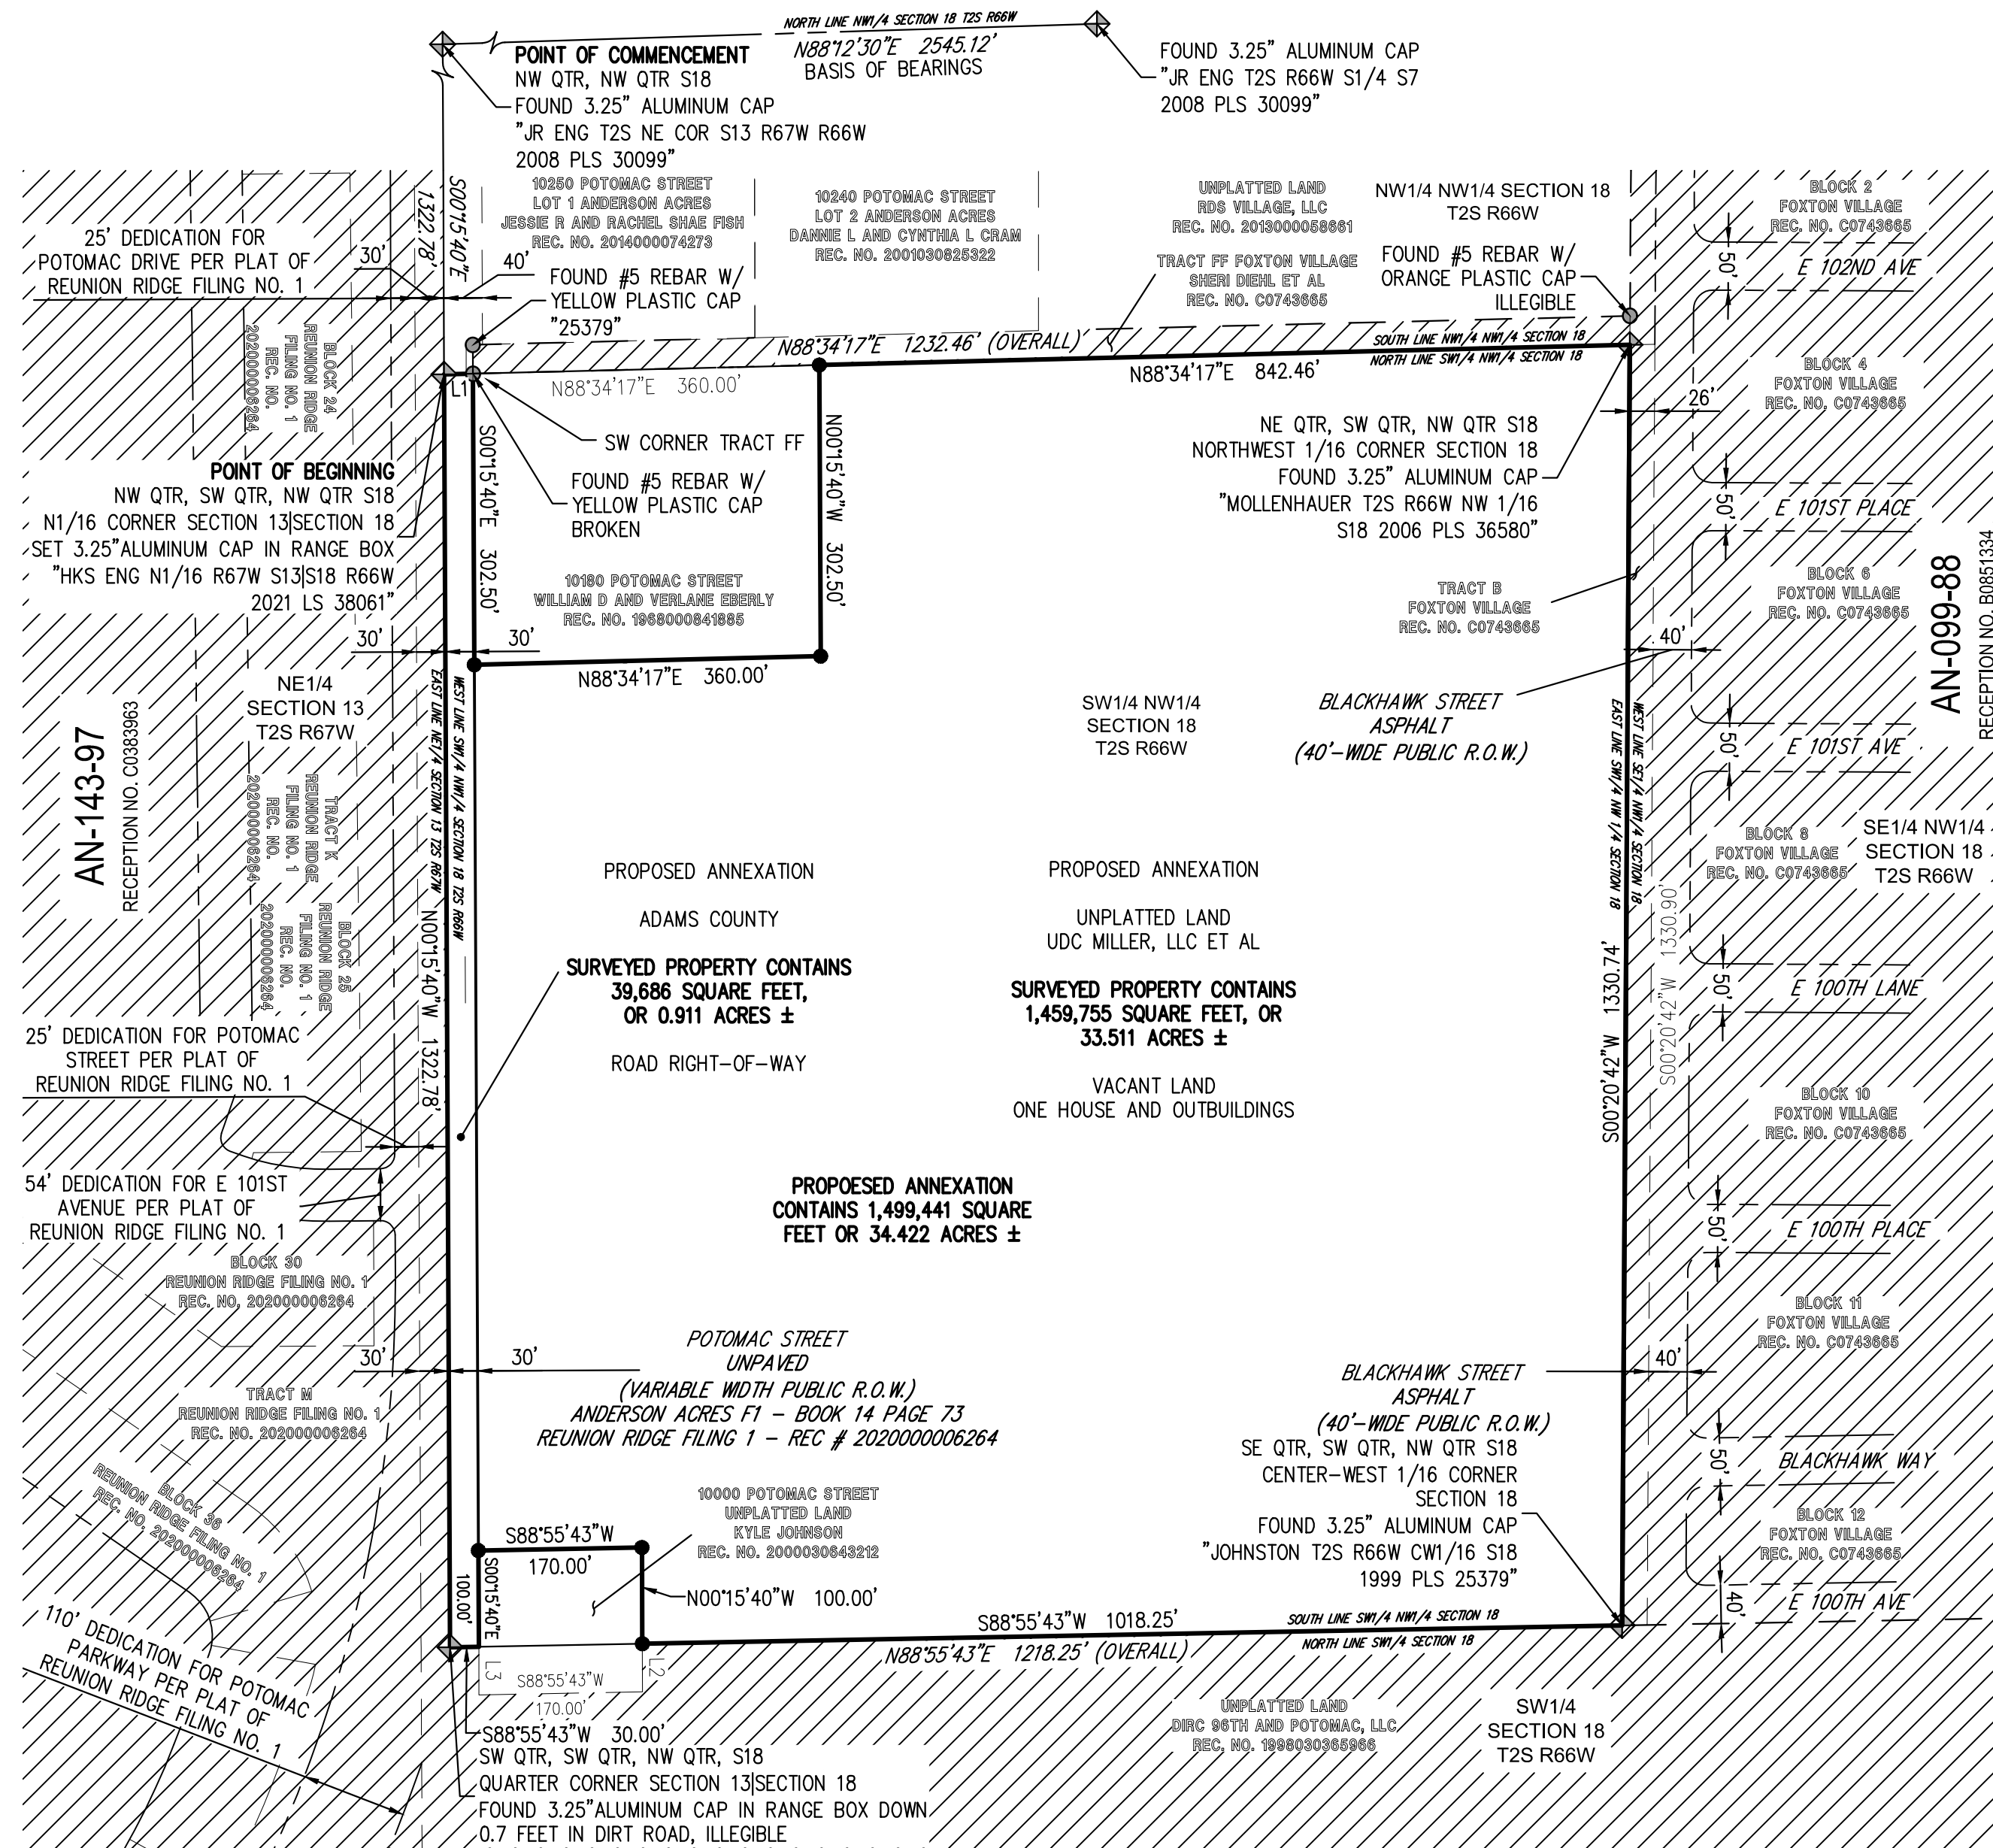 NORTH LINE NW1/4 SECTION 18 T2S R66W
N88°12'30"E 2545.12'
BASIS OF BEARINGS
POINT OF COMMENCEMENT
NW QTR, NW QTR S18
FOUND 3.25" ALUMINUM CAP
"JR ENG T2S NE COR S13 R67W R66W
2008 PLS 30099"
FOUND 3.25" ALUMINUM CAP
"JR ENG T2S R66W S1/4 S7
2008 PLS 30099"
S00°15'40"E
1322.78'
10250 POTOMAC STREET
LOT 1 ANDERSON ACRES
JESSIE R AND RACHEL SHAE FISH
REC. NO. 2014000074273
10240 POTOMAC STREET
LOT 2 ANDERSON ACRES
DANNIE L AND CYNTHIA L CRAM
REC. NO. 2001030825322
UNPLATTED LAND
RDS VILLAGE, LLC
REC. NO. 2013000058661
NW1/4 NW1/4 SECTION 18
T2S R66W
BLOCK 2
FOXTON VILLAGE
REC. NO. C0743665
25' DEDICATION FOR
POTOMAC DRIVE PER PLAT OF
REUNION RIDGE FILING NO. 1
30'
40'
FOUND #5 REBAR W/
YELLOW PLASTIC CAP
"25379"
TRACT FF FOXTON VILLAGE
SHERI DIEHL ET AL
REC. NO. C0743665
FOUND #5 REBAR W/
ORANGE PLASTIC CAP
ILLEGIBLE
50'
E 102ND AVE
BLOCK 24
REUNION RIDGE
FILING NO. 1
REC. NO.
202000006264
N88°34'17"E 1232.46' (OVERALL)
SOUTH LINE NW1/4 NW1/4 SECTION 18
NORTH LINE SW1/4 NW1/4 SECTION 18
L1
N88°34'17"E 360.00'
N88°34'17"E 842.46'
BLOCK 4
FOXTON VILLAGE
REC. NO. C0743665
26'
S00°15'40"E 302.50'
SW CORNER TRACT FF
FOUND #5 REBAR W/
YELLOW PLASTIC CAP
BROKEN
N00°15'40"W 302.50'
NE QTR, SW QTR, NW QTR S18
NORTHWEST 1/16 CORNER SECTION 18
FOUND 3.25" ALUMINUM CAP
"MOLLENHAUER T2S R66W NW 1/16
S18 2006 PLS 36580"
POINT OF BEGINNING
NW QTR, SW QTR, NW QTR S18
N1/16 CORNER SECTION 13|SECTION 18
SET 3.25"ALUMINUM CAP IN RANGE BOX
"HKS ENG N1/16 R67W S13|S18 R66W
2021 LS 38061"
50'
E 101ST PLACE
10180 POTOMAC STREET
WILLIAM D AND VERLANE EBERLY
REC. NO. 1968000841885
TRACT B
FOXTON VILLAGE
REC. NO. C0743665
BLOCK 6
FOXTON VILLAGE
REC. NO. C0743665
AN-099-88
RECEPTION NO. B0851334
30'
30'
40'
N88°34'17"E 360.00'
NE1/4
SECTION 13
T2S R67W
AN-143-97
RECEPTION NO. C0383963
EAST LINE NE1/4 SECTION 13 T2S R67W
WEST LINE SW1/4 NW1/4 SECTION 18 T2S R66W
SW1/4 NW1/4
SECTION 18
T2S R66W
BLACKHAWK STREET
ASPHALT
(40'-WIDE PUBLIC R.O.W.)
EAST LINE SW1/4 NW 1/4 SECTION 18
WEST LINE SE1/4 NW1/4 SECTION 18
50'
E 101ST AVE
TRACT K
REUNION RIDGE
FILING NO. 1
REC. NO.
202000006264
BLOCK 8
FOXTON VILLAGE
REC. NO. C0743665
SE1/4 NW1/4
SECTION 18
T2S R66W
BLOCK 25
REUNION RIDGE
FILING NO. 1
REC. NO.
202000006264
N00°15'40"W 1322.78'
PROPOSED ANNEXATION
ADAMS COUNTY
SURVEYED PROPERTY CONTAINS
39,686 SQUARE FEET,
OR 0.911 ACRES ±
ROAD RIGHT-OF-WAY
PROPOSED ANNEXATION
UNPLATTED LAND
UDC MILLER, LLC ET AL
SURVEYED PROPERTY CONTAINS
1,459,755 SQUARE FEET, OR
33.511 ACRES ±
VACANT LAND
ONE HOUSE AND OUTBUILDINGS
S00°20'42"W 1330.74'
S00°20'42"W 1330.90'
50'
E 100TH LANE
25' DEDICATION FOR POTOMAC
STREET PER PLAT OF
REUNION RIDGE FILING NO. 1
BLOCK 10
FOXTON VILLAGE
REC. NO. C0743665
54' DEDICATION FOR E 101ST
AVENUE PER PLAT OF
REUNION RIDGE FILING NO. 1
PROPOESED ANNEXATION
CONTAINS 1,499,441 SQUARE
FEET OR 34.422 ACRES ±
50'
E 100TH PLACE
BLOCK 30
REUNION RIDGE FILING NO. 1
REC. NO. 202000006264
BLOCK 11
FOXTON VILLAGE
REC. NO. C0743665
30'
30'
POTOMAC STREET
UNPAVED
(VARIABLE WIDTH PUBLIC R.O.W.)
ANDERSON ACRES F1 - BOOK 14 PAGE 73
REUNION RIDGE FILING 1 - REC # 2020000006264
BLACKHAWK STREET
ASPHALT
(40'-WIDE PUBLIC R.O.W.)
40'
TRACT M
REUNION RIDGE FILING NO. 1
REC. NO. 202000006264
SE QTR, SW QTR, NW QTR S18
CENTER-WEST 1/16 CORNER
SECTION 18
FOUND 3.25" ALUMINUM CAP
"JOHNSTON T2S R66W CW1/16 S18
1999 PLS 25379"
50'
BLACKHAWK WAY
BLOCK 36
REUNION RIDGE FILING NO. 1
REC. NO. 202000006264
10000 POTOMAC STREET
UNPLATTED LAND
KYLE JOHNSON
REC. NO. 2000030643212
BLOCK 12
FOXTON VILLAGE
REC. NO. C0743665
S88°55'43"W
170.00'
S00°15'40"E
100.00'
N00°15'40"W 100.00'
40'
E 100TH AVE
S88°55'43"W 1018.25'
SOUTH LINE SW1/4 NW1/4 SECTION 18
N88°55'43"E 1218.25' (OVERALL)
NORTH LINE SW1/4 SECTION 18
L3
L2
S88°55'43"W
170.00'
110' DEDICATION FOR POTOMAC
PARKWAY PER PLAT OF
REUNION RIDGE FILING NO. 1
UNPLATTED LAND
DIRC 96TH AND POTOMAC, LLC
REC. NO. 1998030365966
SW1/4
SECTION 18
T2S R66W
S88°55'43"W 30.00'
SW QTR, SW QTR, NW QTR, S18
QUARTER CORNER SECTION 13|SECTION 18
FOUND 3.25"ALUMINUM CAP IN RANGE BOX DOWN
0.7 FEET IN DIRT ROAD, ILLEGIBLE